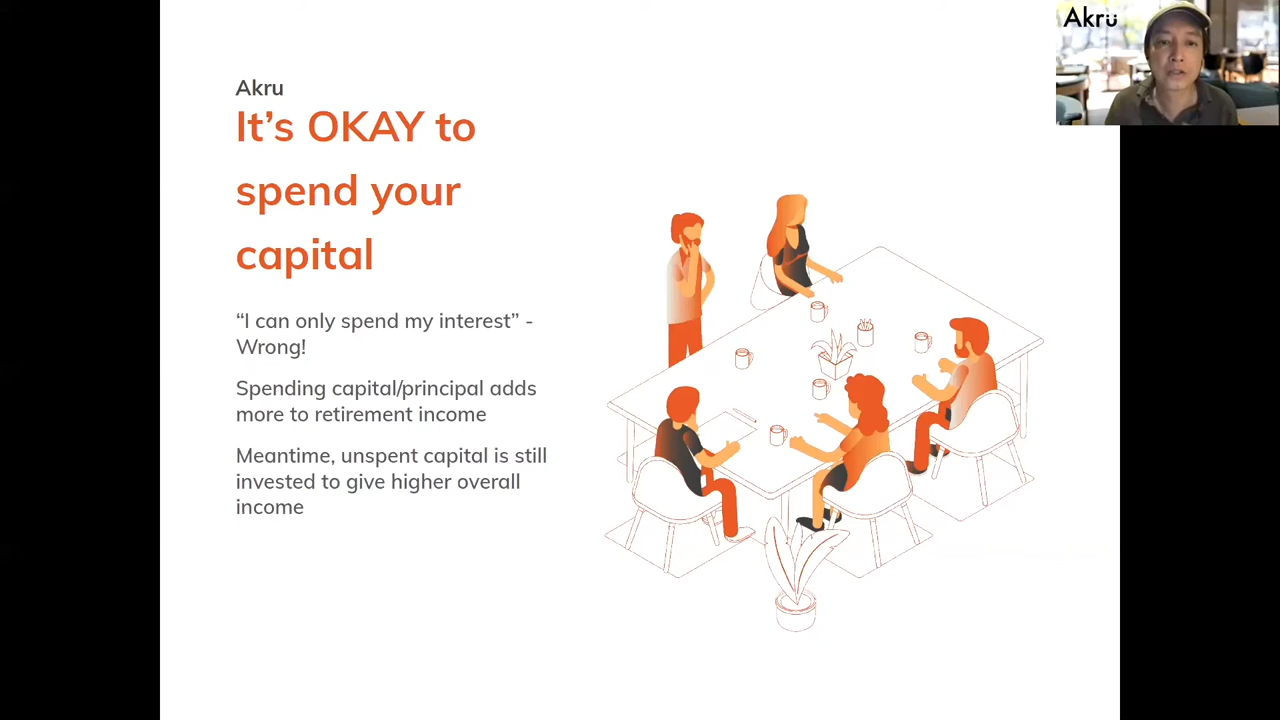 Akru
Akru
It’s OKAY to
spend your
capital
“I can only spend my interest” -
Wrong!
Spending capital/principal adds
more to retirement income
Meantime, unspent capital is still
invested to give higher overall
income